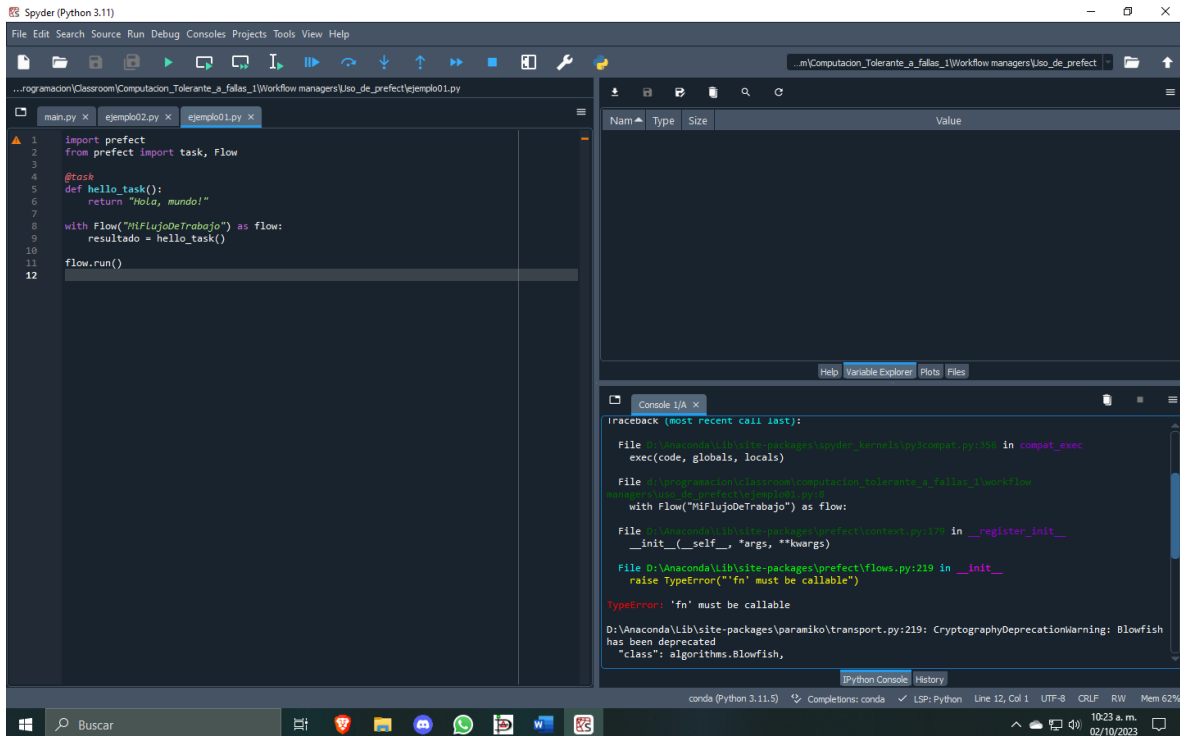 Spyder (Python 3.11)
File Edit Search Source Run Debug Consoles Projects Tools View Help
...m\Computacion_Tolerante_a_fallas_1\Workflow managers\Uso_de_prefect
...rogramacion\Classroom\Computacion_Tolerante_a_fallas_1\Workflow managers\Uso_de_prefect\ejemplo01.py
main.py
ejemplo02.py
ejemplo01.py
1 import prefect
2 from prefect import task, Flow
3
4 @task
5 def hello_task():
6 return "Hola, mundo!"
7
8 with Flow("MiFlujoDeTrabajo") as flow:
9 resultado = hello_task()
10
11 flow.run()
12
Nam Type Size Value
Help Variable Explorer Plots Files
Console 1/A
Traceback (most recent call last):
File D:\Anaconda\Lib\site-packages\spyder_kernels\py3compat.py:356 in compat_exec
exec(code, globals, locals)
File d:\programacion\classroom\computacion_tolerante_a_fallas_1\workflow
managers\uso_de_prefect\ejemplo01.py:8
with Flow("MiFlujoDeTrabajo") as flow:
File D:\Anaconda\Lib\site-packages\prefect\context.py:179 in __register_init__
__init__(__self__, *args, **kwargs)
File D:\Anaconda\Lib\site-packages\prefect\flows.py:219 in __init__
raise TypeError("'fn' must be callable")
TypeError: 'fn' must be callable
D:\Anaconda\Lib\site-packages\paramiko\transport.py:219: CryptographyDeprecationWarning: Blowfish
has been deprecated
"class": algorithms.Blowfish,
IPython Console History
conda (Python 3.11.5) Completions: conda LSP: Python Line 12, Col 1 UTF-8 CRLF RW Mem 62%
Buscar
10:23 a. m.
02/10/2023